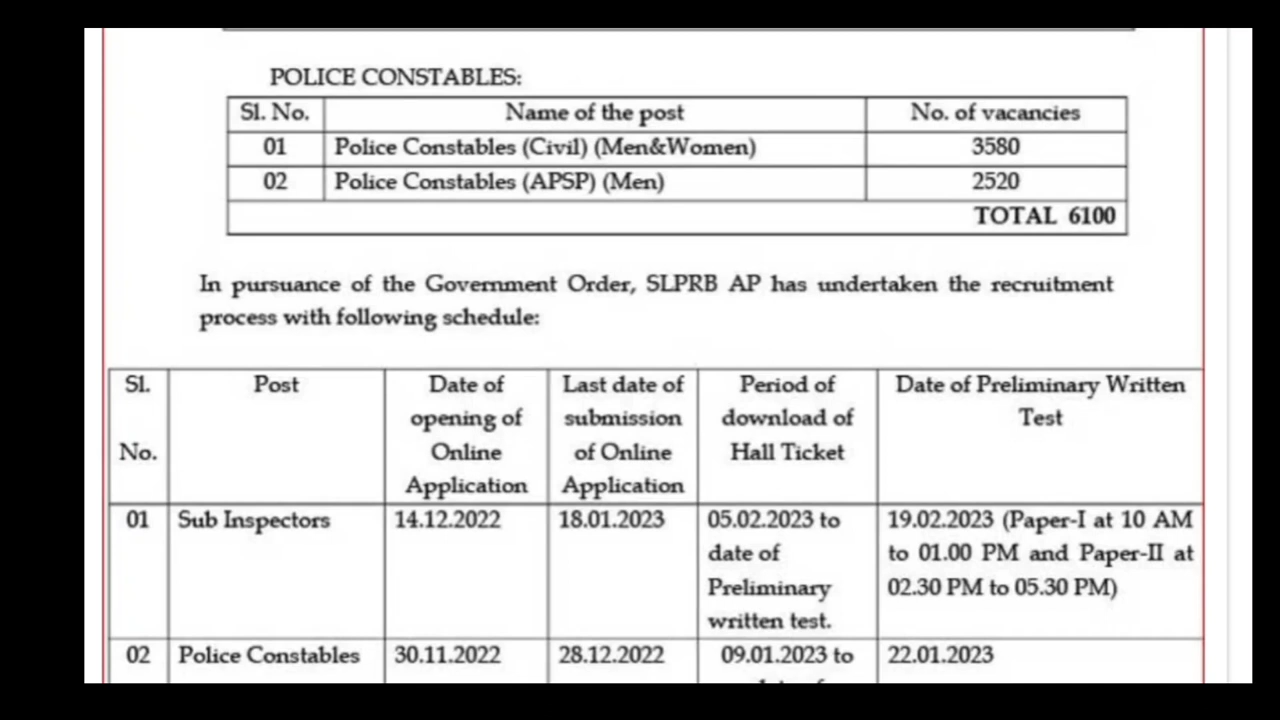 POLICE CONSTABLES:
Sl. No. Name of the post No. of vacancies
01 Police Constables (Civil) (Men&Women) 3580
02 Police Constables (APSP) (Men) 2520
TOTAL 6100
In pursuance of the Government Order, SLPRB AP has undertaken the recruitment
process with following schedule:
Sl. Post Date of Last date of Period of Date of Preliminary Written
opening of submission download of Test
No. Online of Online Hall Ticket
Application Application
01 Sub Inspectors 14.12.2022 18.01.2023 05.02.2023 to 19.02.2023 (Paper-I at 10 AM
date of to 01.00 PM and Paper-II at
Preliminary 02.30 PM to 05.30 PM)
written test.
02 Police Constables 30.11.2022 28.12.2022 09.01.2023 to 22.01.2023